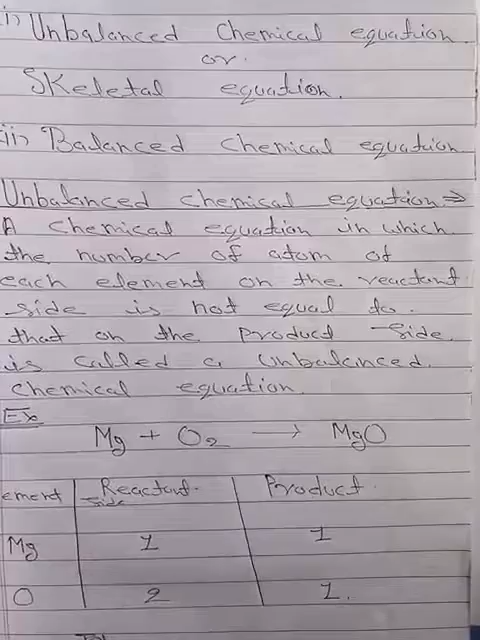 i) Unbalanced Chemical equation.
or.
Skeletal equation.
ii) Balanced chemical equation
Unbalanced chemical equation ⇒
A chemical equation in which
the number of atom of
each element on the reactant
side is not equal to.
that on the product side.
is called a unbalanced.
chemical equation.
Ex
Mg + O₂ → MgO
ement Reactant side Product.
Mg 1 1
O 2 1.